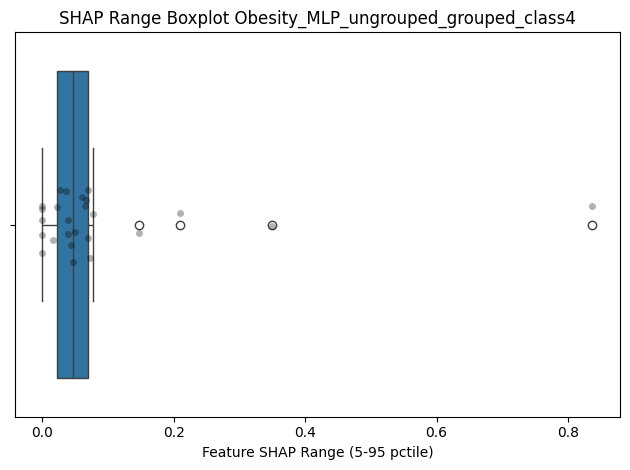 SHAP Range Boxplot Obesity_MLP_ungrouped_grouped_class4
0.0 0.2 0.4 0.6 0.8
Feature SHAP Range (5-95 pctile)